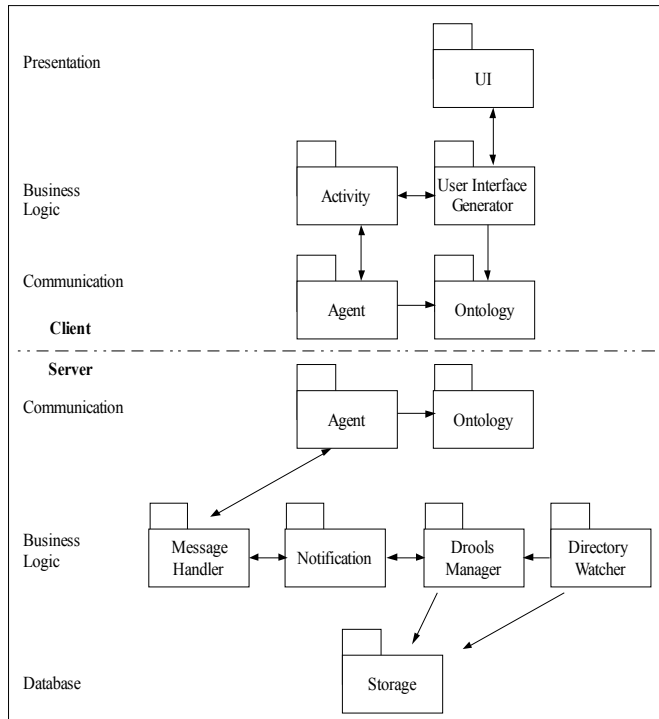 Presentation
UI
Business
Logic
Activity
User Interface
Generator
Communication
Agent
Ontology
Client
Server
Communication
Agent
Ontology
Business
Logic
Message
Handler
Notification
Drools
Manager
Directory
Watcher
Database
Storage